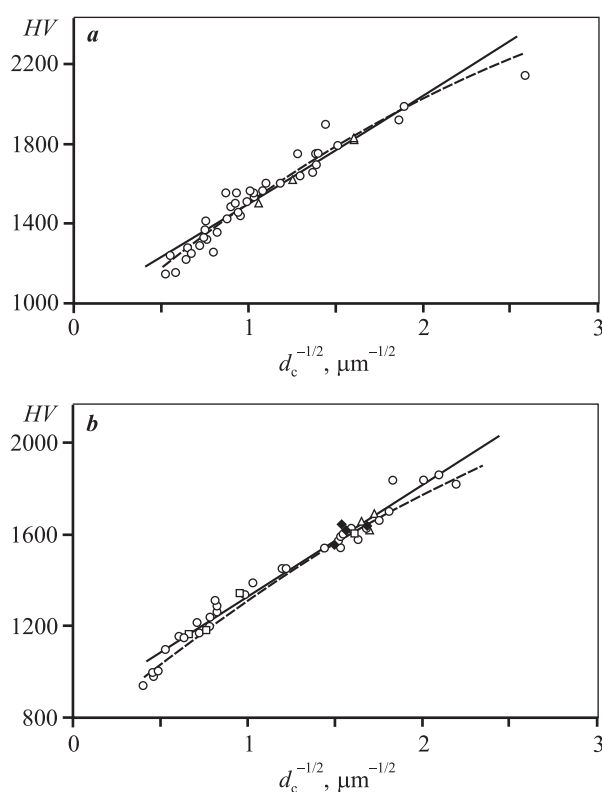 HV
a
2200
1800
1400
1000
0 1 2 3
d_c^{-1/2}, μm^{-1/2}
HV
b
2000
1600
1200
800
0 1 2 3
d_c^{-1/2}, μm^{-1/2}